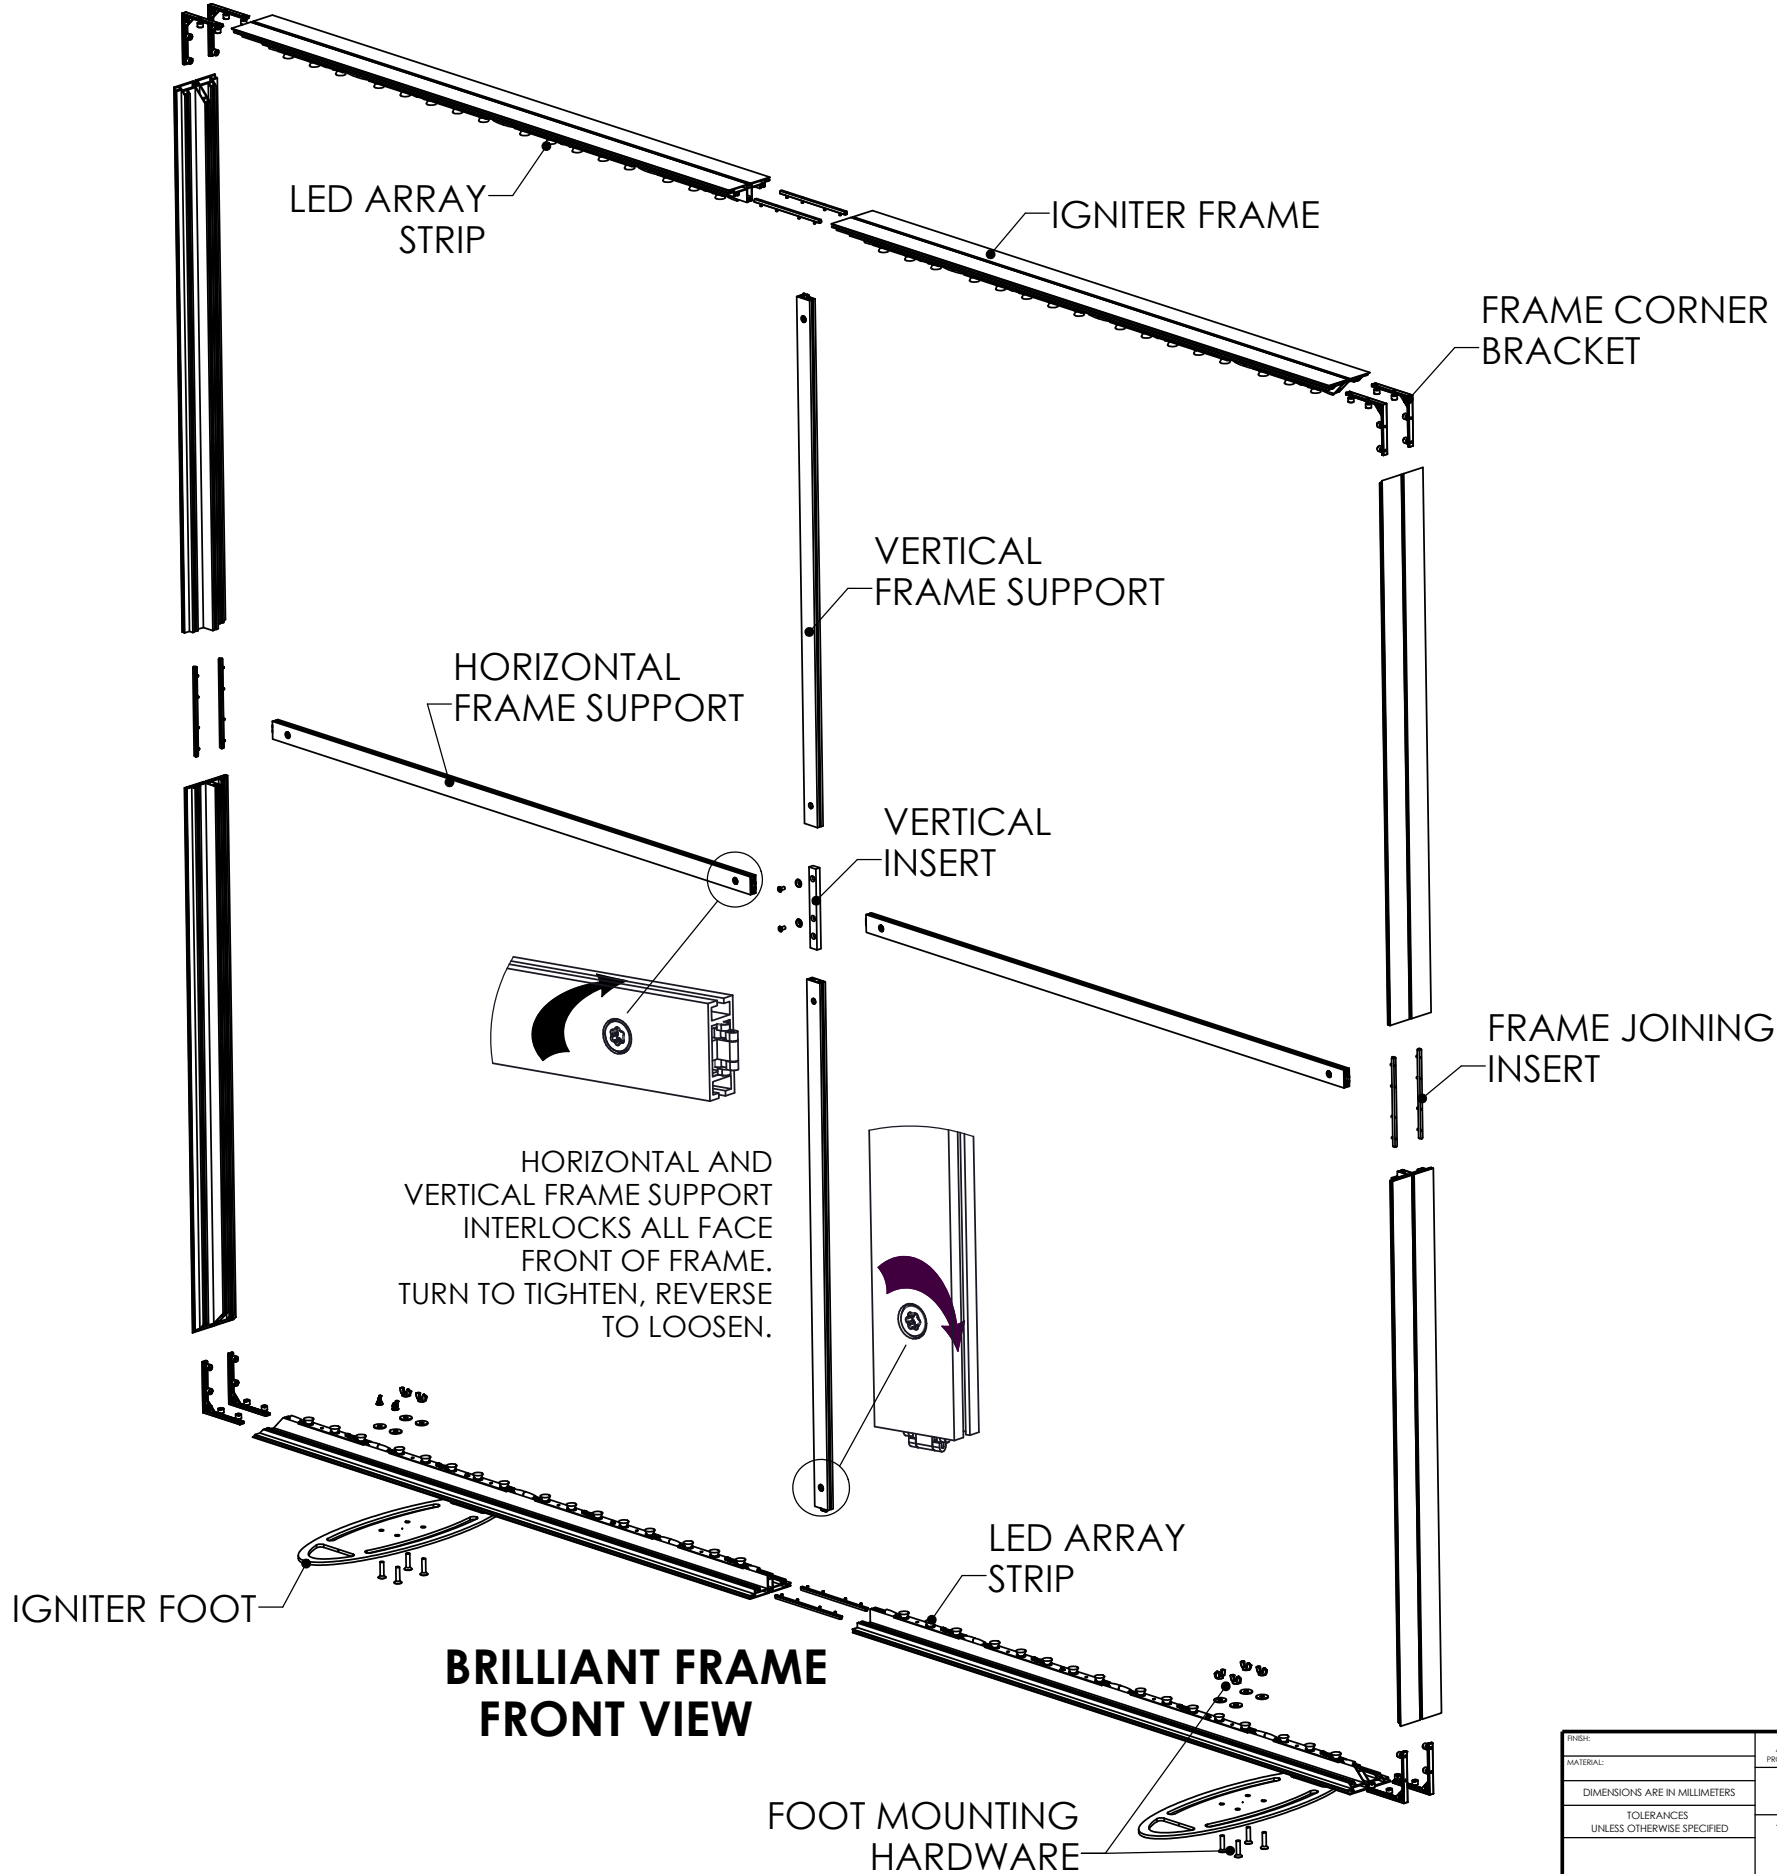 LED ARRAY
STRIP
IGNITER FRAME
FRAME CORNER
BRACKET
VERTICAL
FRAME SUPPORT
HORIZONTAL
FRAME SUPPORT
VERTICAL
INSERT
FRAME JOINING
INSERT
HORIZONTAL AND
VERTICAL FRAME SUPPORT
INTERLOCKS ALL FACE
FRONT OF FRAME.
TURN TO TIGHTEN, REVERSE
TO LOOSEN.
LED ARRAY
STRIP
IGNITER FOOT
BRILLIANT FRAME
FRONT VIEW
FOOT MOUNTING
HARDWARE
FINISH:
MATERIAL:
DIMENSIONS ARE IN MILLIMETERS
TOLERANCES
UNLESS OTHERWISE SPECIFIED